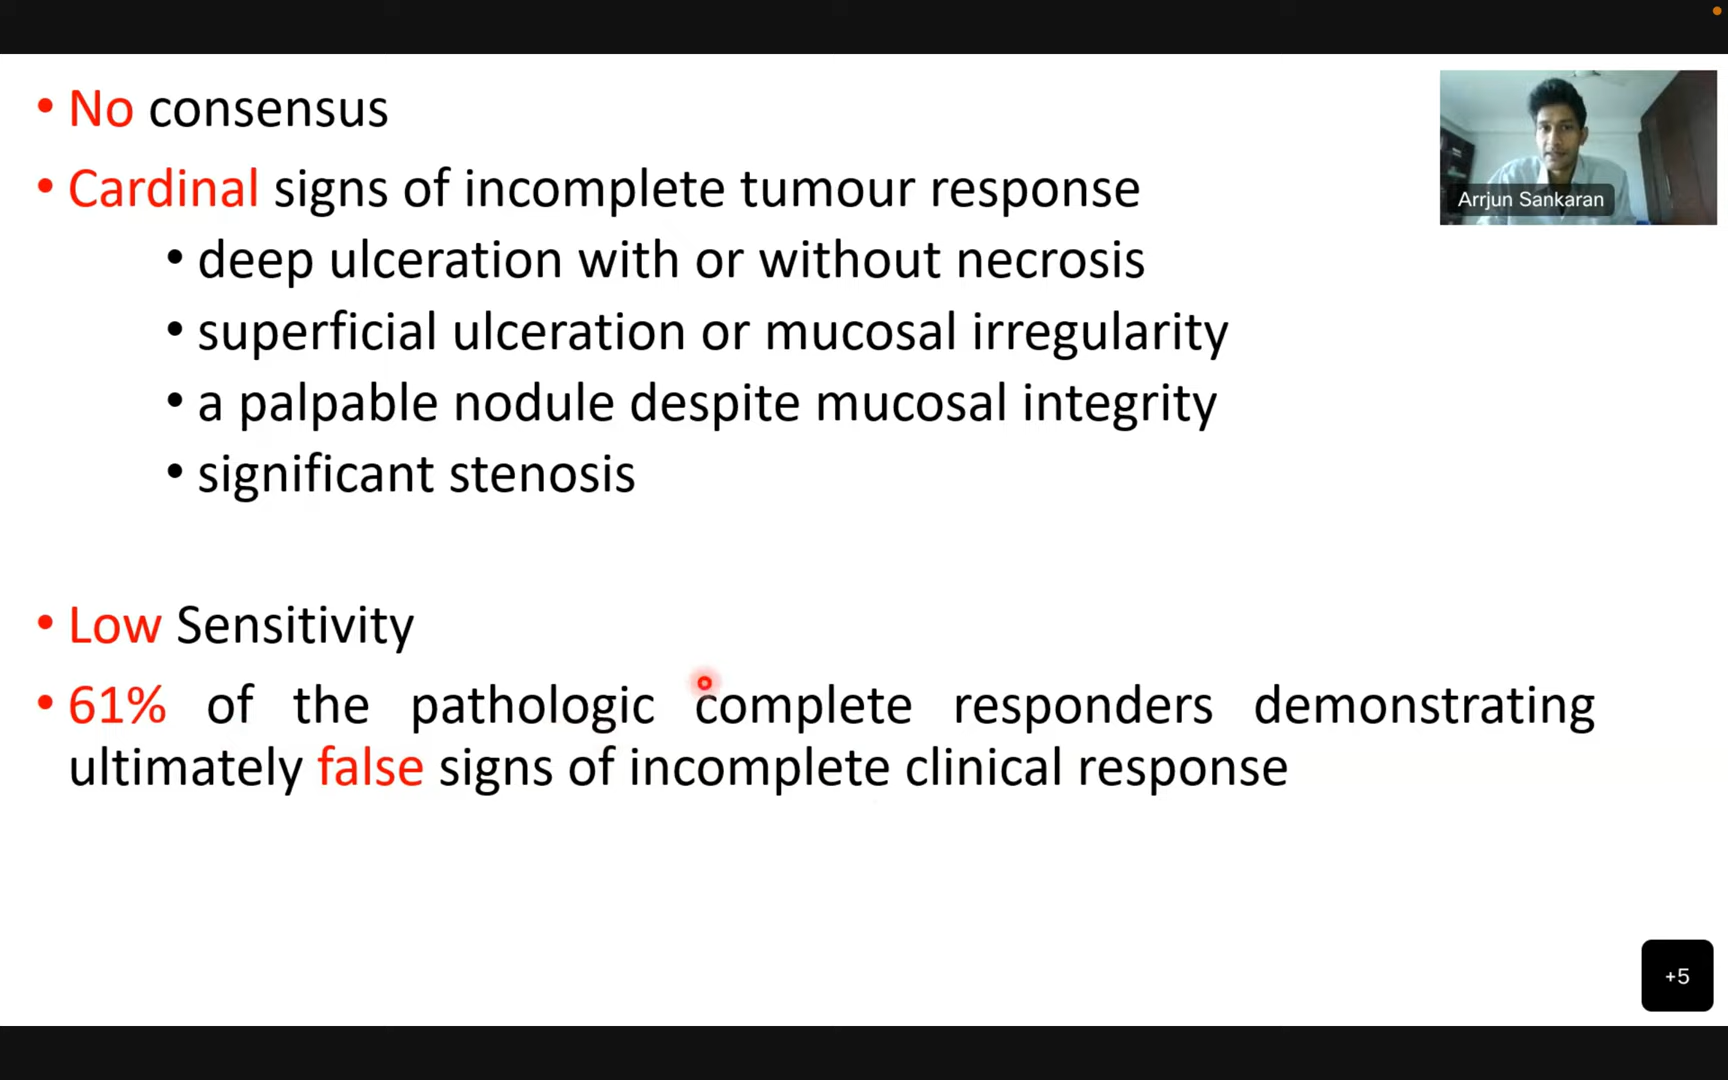 • No consensus
• Cardinal signs of incomplete tumour response
• deep ulceration with or without necrosis
• superficial ulceration or mucosal irregularity
• a palpable nodule despite mucosal integrity
• significant stenosis
• Low Sensitivity
• 61% of the pathologic complete responders demonstrating
ultimately false signs of incomplete clinical response
Arrjun Sankaran
+5